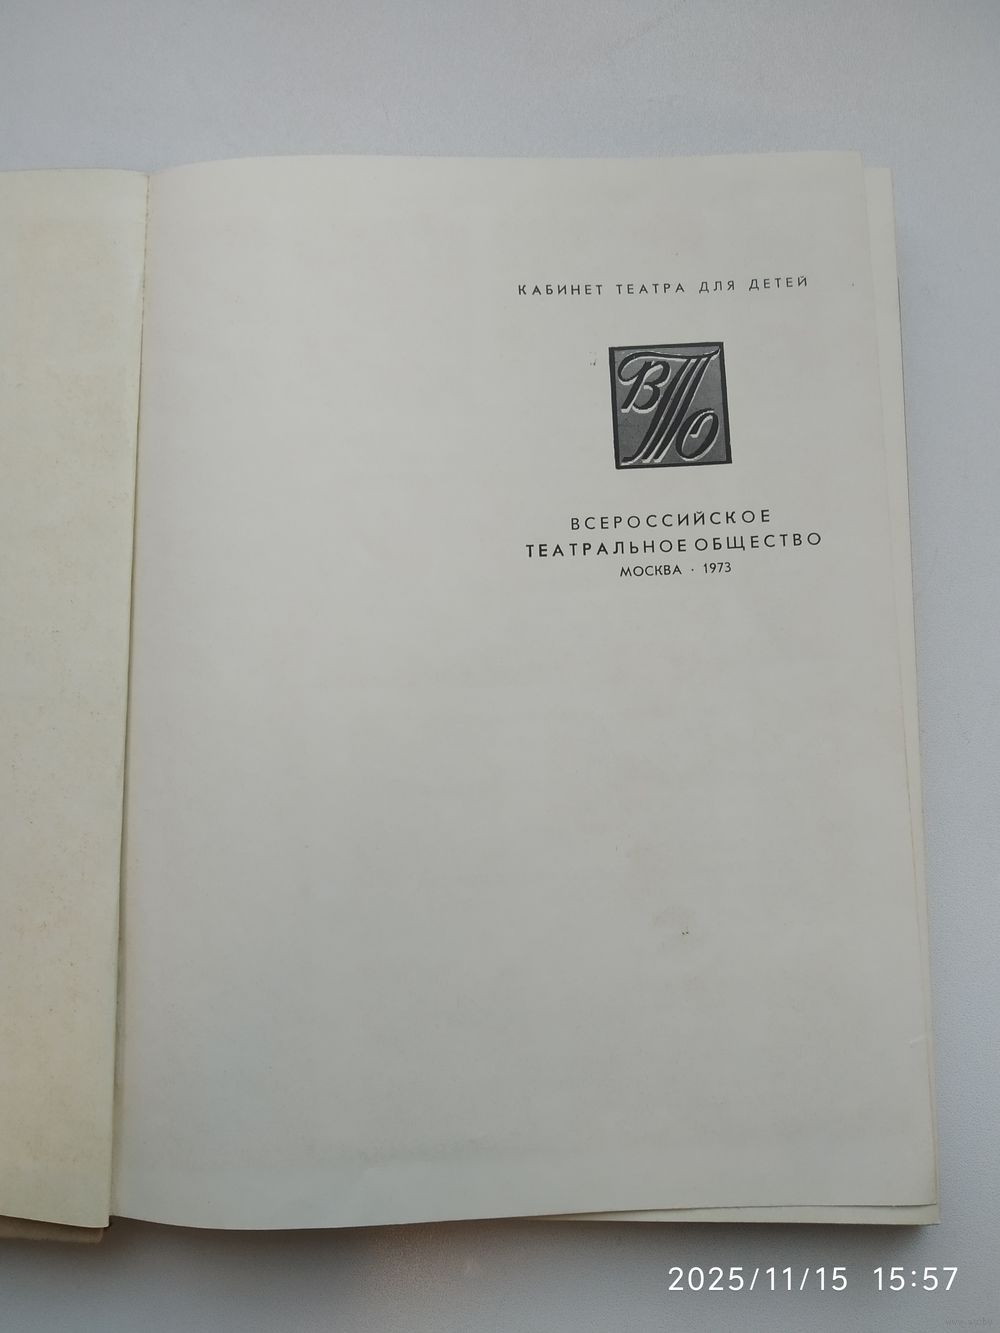 КАБИНЕТ ТЕАТРА ДЛЯ ДЕТЕЙ
ВТО
ВСЕРОССИЙСКОЕ
ТЕАТРАЛЬНОЕ ОБЩЕСТВО
МОСКВА · 1973
2025/11/15 15:57